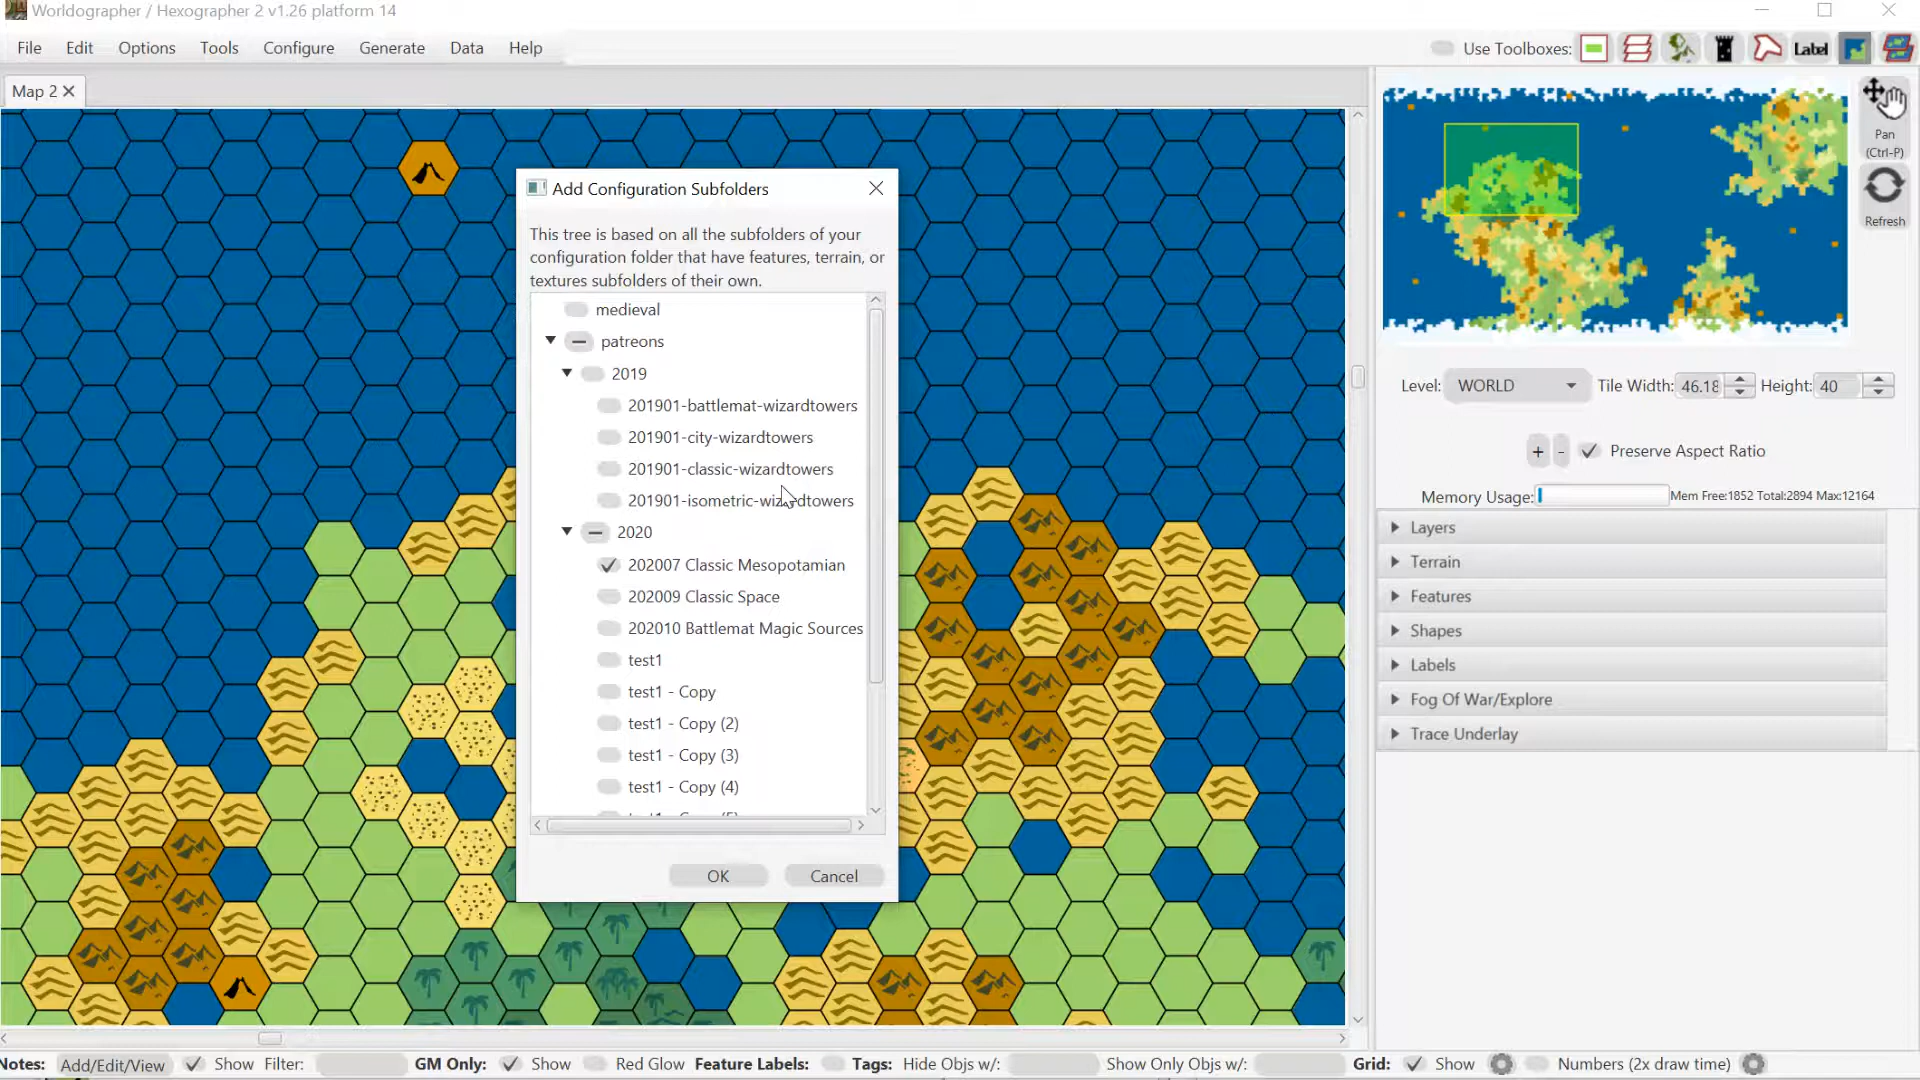 Worldographer / Hexographer 2 v1.26 platform 14
File Edit Options Tools Configure Generate Data Help
Use Toolboxes: Label
Map 2
Pan
(Ctrl-P)
Refresh
Add Configuration Subfolders
This tree is based on all the subfolders of your
configuration folder that have features, terrain, or
textures subfolders of their own.
medieval
patreons
2019
201901-battlemat-wizardtowers
201901-city-wizardtowers
201901-classic-wizardtowers
201901-isometric-wizardtowers
2020
202007 Classic Mesopotamian
202009 Classic Space
202010 Battlemat Magic Sources
test1
test1 - Copy
test1 - Copy (2)
test1 - Copy (3)
test1 - Copy (4)
OK Cancel
Level: WORLD Tile Width: 46.18 Height: 40
+ - Preserve Aspect Ratio
Memory Usage: Mem Free:1852 Total:2894 Max:12164
Layers
Terrain
Features
Shapes
Labels
Fog Of War/Explore
Trace Underlay
Notes: Add/Edit/View Show Filter: GM Only: Show Red Glow Feature Labels: Tags: Hide Objs w/: Show Only Objs w/: Grid: Show Numbers (2x draw time)